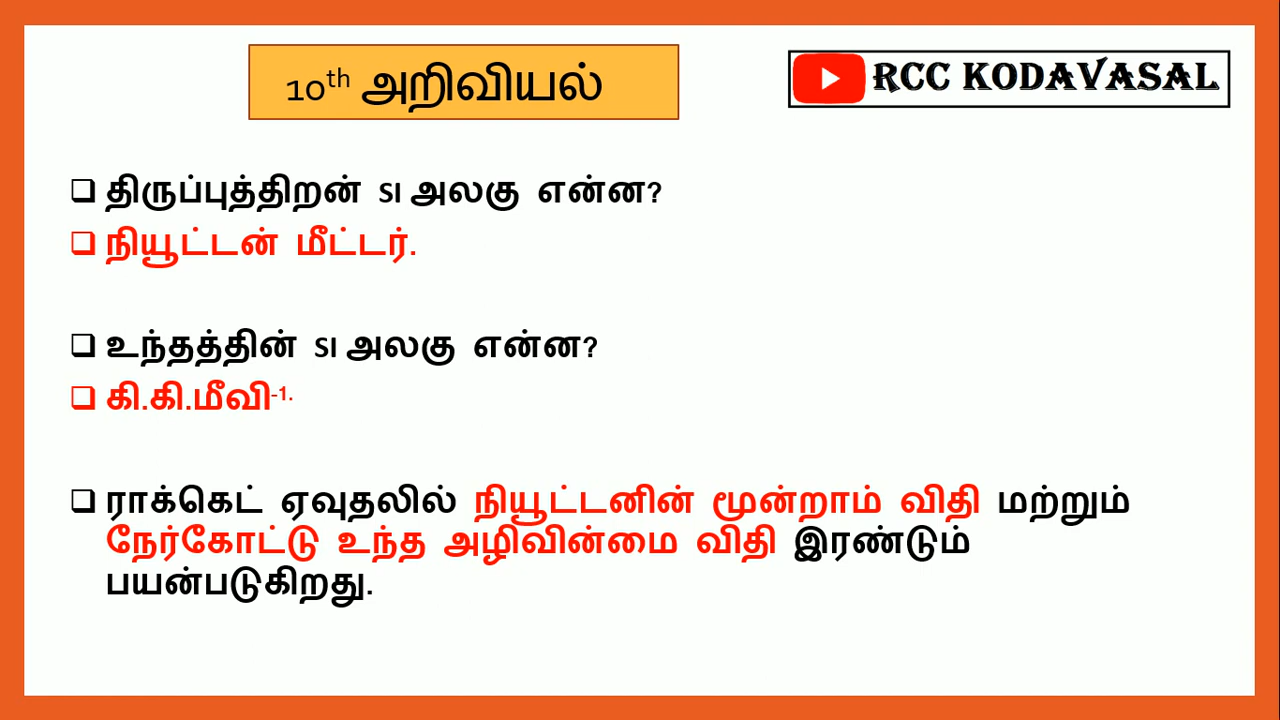 10th அறிவியல்
RCC KODAVASAL
❑ திருப்புத்திறன் SI அலகு என்ன?
❑ நியூட்டன் மீட்டர்.
❑ உந்தத்தின் SI அலகு என்ன?
❑ கி.கி.மீவி-1.
❑ ராக்கெட் ஏவுதலில் நியூட்டனின் மூன்றாம் விதி மற்றும்
நேர்கோட்டு உந்த அழிவின்மை விதி இரண்டும்
பயன்படுகிறது.